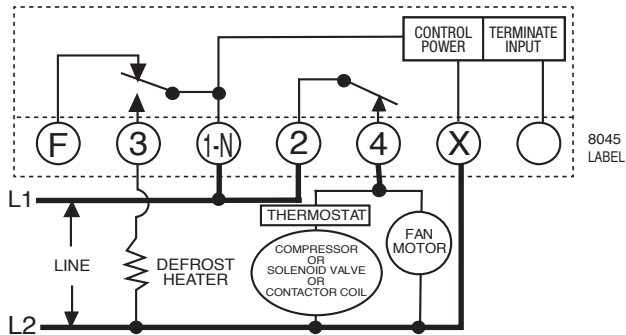 CONTROL POWER
TERMINATE INPUT
F 3 1-N 2 4 X
8045 LABEL
L1
THERMOSTAT
LINE
DEFROST HEATER
COMPRESSOR
OR
SOLENOID VALVE
OR
CONTACTOR COIL
FAN MOTOR
L2